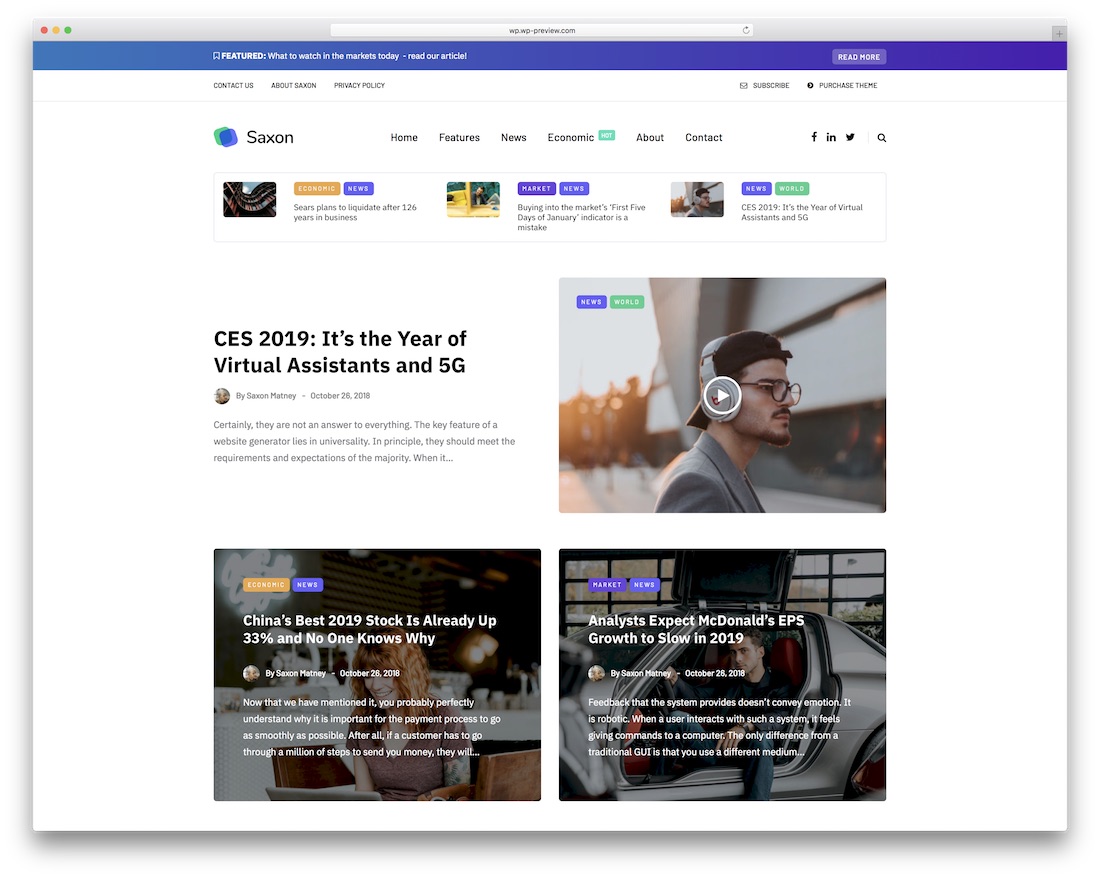 wp.wp-preview.com
FEATURED: What to watch in the markets today - read our article!
READ MORE
CONTACT US ABOUT SAXON PRIVACY POLICY
SUBSCRIBE PURCHASE THEME
Saxon
Home Features News Economic HOT About Contact
ECONOMIC NEWS
Sears plans to liquidate after 126
years in business
MARKET NEWS
Buying into the market's ‘First Five
Days of January’ indicator is a
mistake
NEWS WORLD
CES 2019: It’s the Year of Virtual
Assistants and 5G
CES 2019: It’s the Year of
Virtual Assistants and 5G
By Saxon Matney - October 26, 2018
Certainly, they are not an answer to everything. The key feature of a
website generator lies in universality. In principle, they should meet the
requirements and expectations of the majority. When it...
NEWS WORLD
ECONOMIC NEWS
China’s Best 2019 Stock Is Already Up
33% and No One Knows Why
By Saxon Matney - October 26, 2018
Now that we have mentioned it, you probably perfectly
understand why it is important for the payment process to go
as smoothly as possible. After all, if a customer has to go
through a million of steps to send you money, they will...
MARKET NEWS
Analysts Expect McDonald’s EPS
Growth to Slow in 2019
By Saxon Matney - October 26, 2018
Feedback that the system provides doesn’t convey emotion. It
is robotic. When a user interacts with such a system, it feels
giving commands to a computer. The only difference from a
traditional GUI is that you use a different medium...